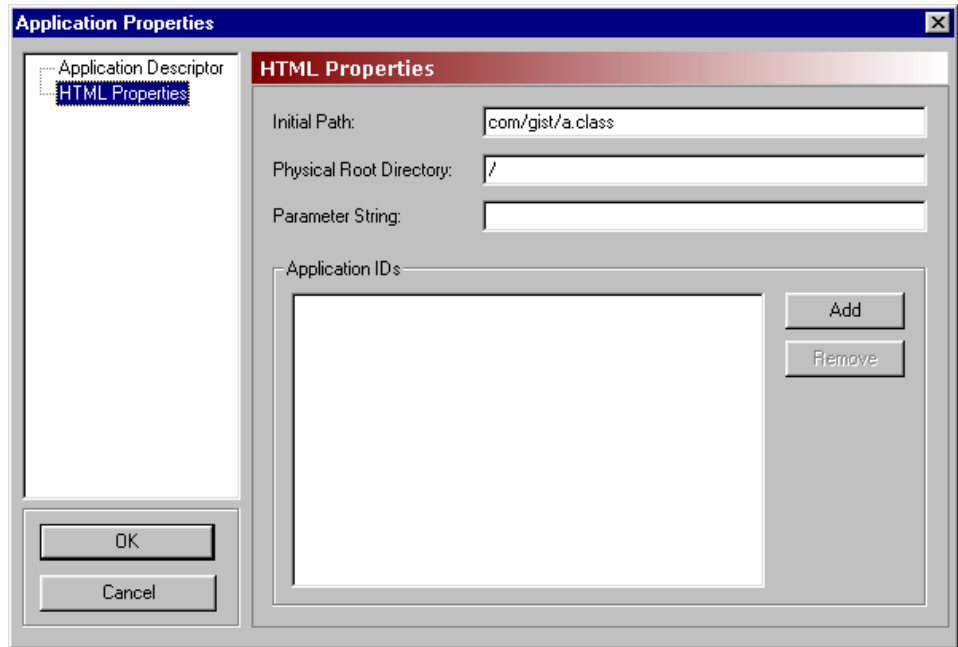 Application Properties
Application Descriptor
HTML Properties
OK
Cancel
HTML Properties
Initial Path: com/gist/a.class
Physical Root Directory: /
Parameter String:
Application IDs
Add
Remove